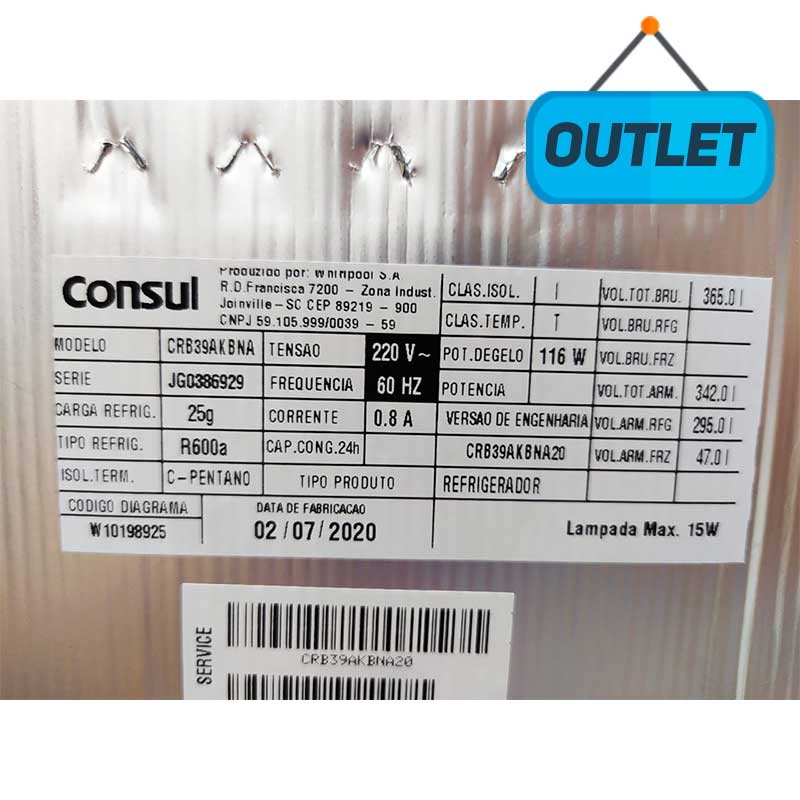 OUTLET
Consul
Produzido por: Whirlpool S.A
R.D.Francisca 7200 - Zona Indust.
Joinville - SC CEP 89219 - 900
CNPJ 59.105.999/0039 - 59
CLAS.ISOL. I VOL.TOT.BRU. 365.0 l
CLAS.TEMP. T VOL.BRU.RFG
MODELO CRB39AKBNA TENSAO 220 V~ POT.DEGELO 116 W VOL.BRU.FRZ
SERIE JG0386929 FREQUENCIA 60 HZ POTENCIA VOL.TOT.ARM. 342.0 l
CARGA REFRIG. 25g CORRENTE 0.8 A VERSAO DE ENGENHARIA VOL.ARM.RFG 295.0 l
TIPO REFRIG. R600a CAP.CONG.24h CRB39AKBNA20 VOL.ARM.FRZ 47.0 l
ISOL.TERM. C-PENTANO TIPO PRODUTO REFRIGERADOR
CODIGO DIAGRAMA DATA DE FABRICACAO
W10198925 02/07/2020 Lampada Max. 15W
SERVICE
CRB39AKBNA20